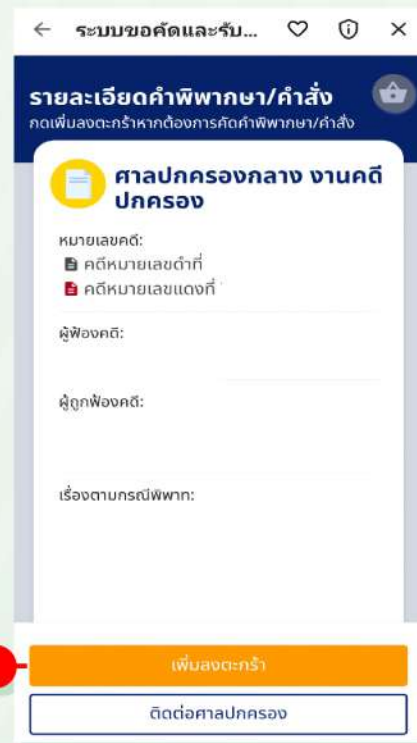 ระบบขอคัดและรับ...
รายละเอียดคำพิพากษา/คำสั่ง
กดเพิ่มลงตะกร้าหากต้องการคัดคำพิพากษา/คำสั่ง
ศาลปกครองกลาง งานคดี
ปกครอง
หมายเลขคดี:
คดีหมายเลขดำที่
คดีหมายเลขแดงที่
ผู้ฟ้องคดี:
ผู้ถูกฟ้องคดี:
เรื่องตามกรณีพิพาท:
เพิ่มลงตะกร้า
ติดต่อศาลปกครอง